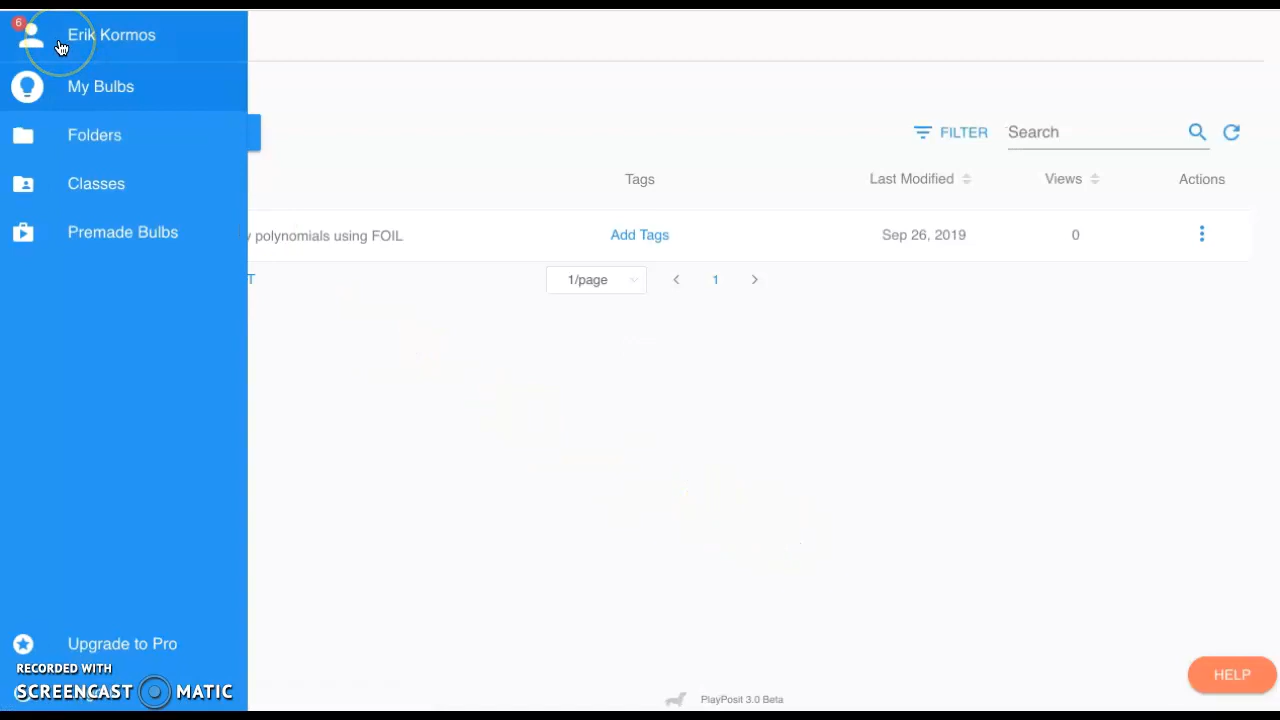 6
Erik Kormos
My Bulbs
Folders
Classes
Premade Bulbs
Upgrade to Pro
RECORDED WITH
SCREENCAST MATIC
FILTER
Search
Tags
Last Modified
Views
Actions
polynomials using FOIL
Add Tags
Sep 26, 2019
0
T
1/page
1
HELP
PlayPosit 3.0 Beta